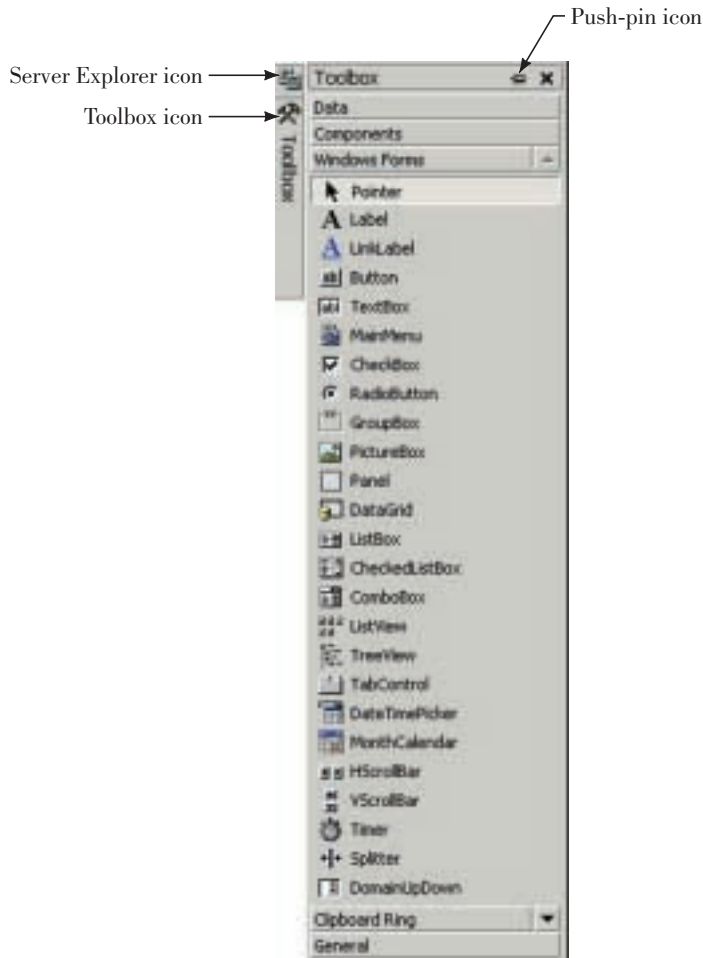 Push-pin icon
Server Explorer icon
Toolbox
Toolbox icon
Toolbox
Data
Components
Windows Forms
Pointer
Label
LinkLabel
Button
TextBox
MainMenu
CheckBox
RadioButton
GroupBox
PictureBox
Panel
DataGrid
ListBox
CheckedListBox
ComboBox
ListView
TreeView
TabControl
DateTimePicker
MonthCalendar
HScrollBar
VScrollBar
Timer
Splitter
DomainUpDown
Clipboard Ring
General